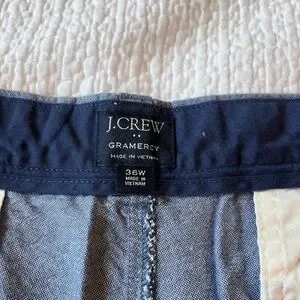 J.CREW
GRAMERCY
MADE IN VIETNAM
36W
MADE IN
VIETNAM